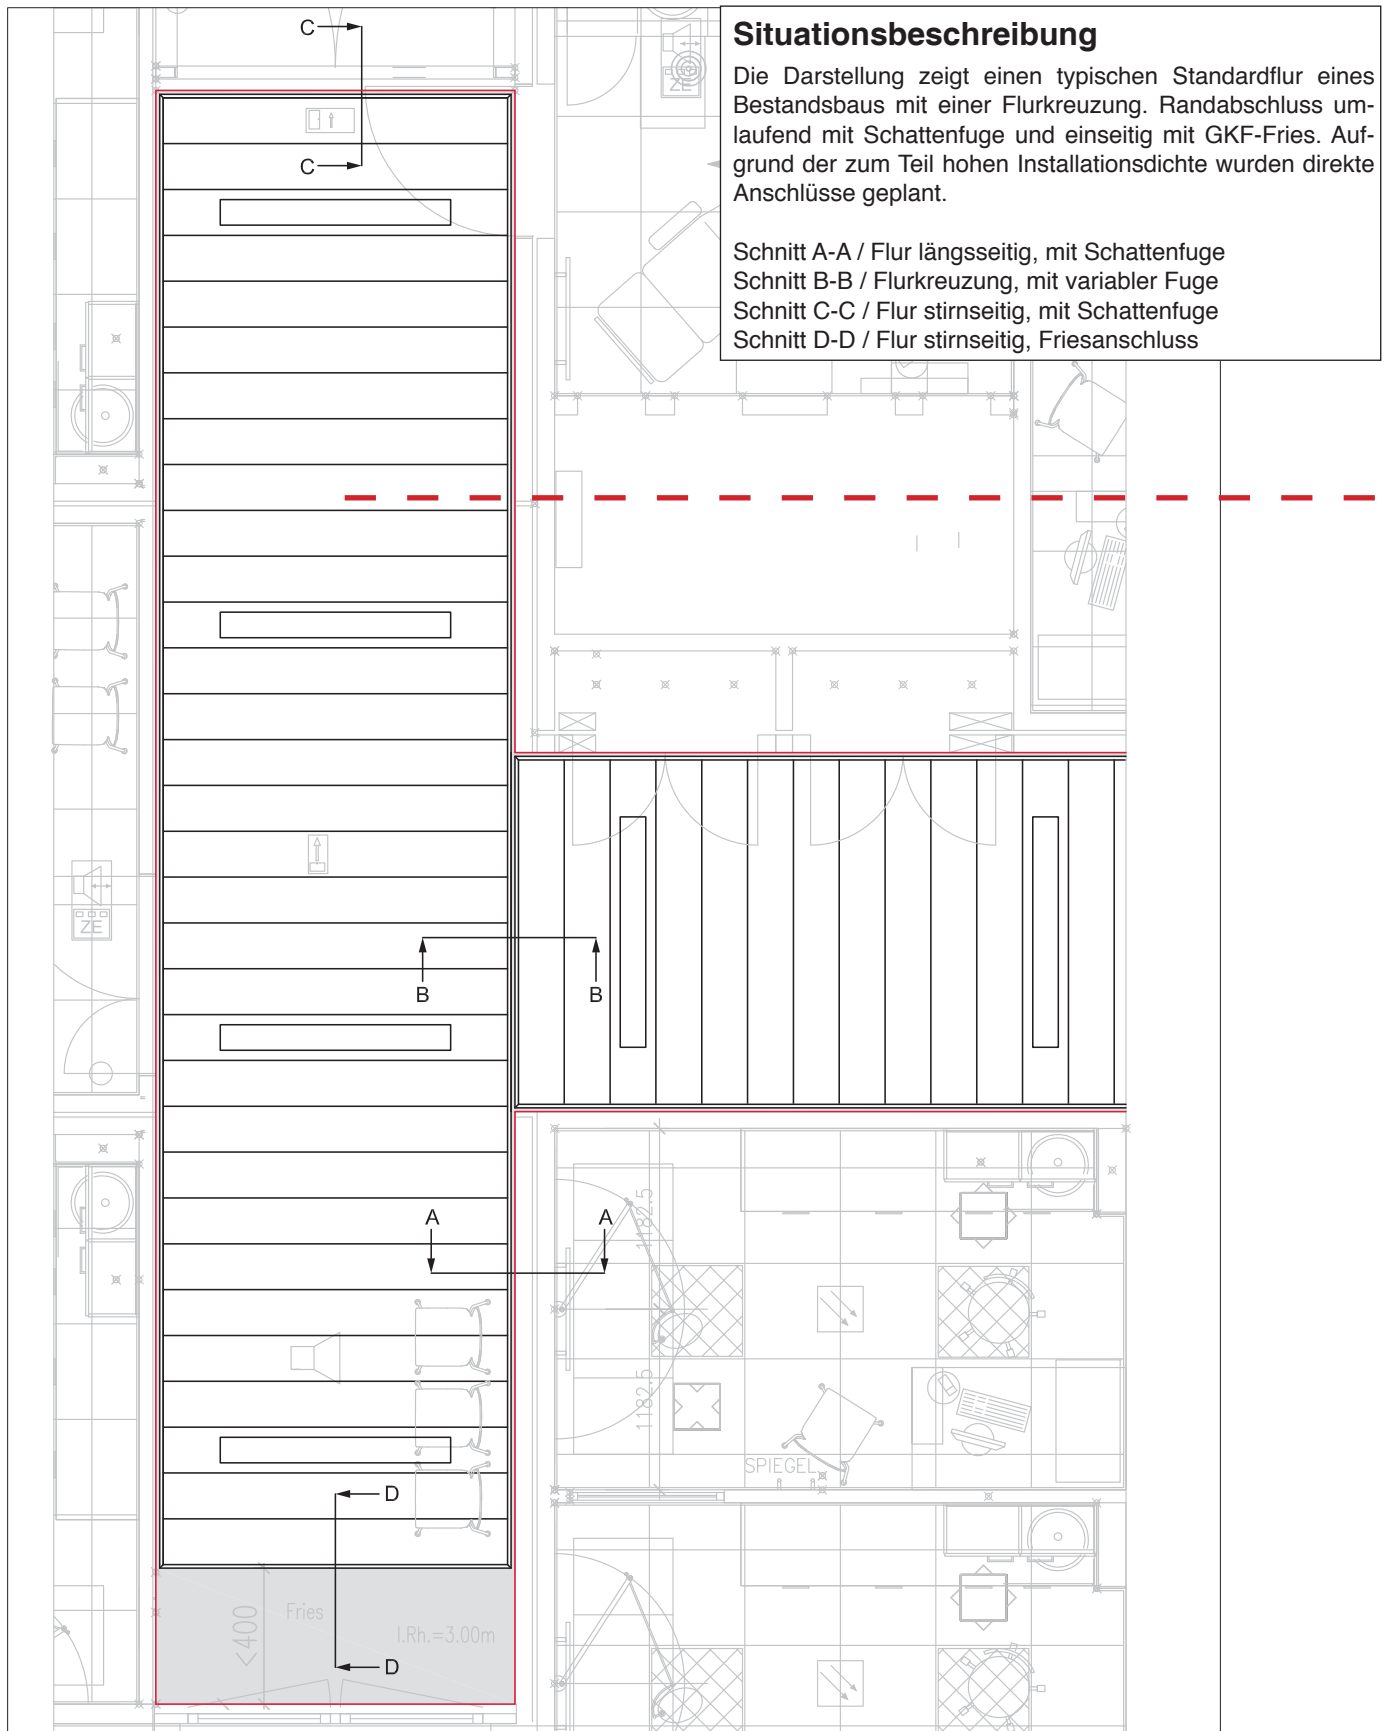 Situationsbeschreibung
Die Darstellung zeigt einen typischen Standardflur eines
Bestandsbaus mit einer Flurkreuzung. Randabschluss um-
laufend mit Schattenfuge und einseitig mit GKF-Fries. Auf-
grund der zum Teil hohen Installationsdichte wurden direkte
Anschlüsse geplant.
Schnitt A-A / Flur längsseitig, mit Schattenfuge
Schnitt B-B / Flurkreuzung, mit variabler Fuge
Schnitt C-C / Flur stirnseitig, mit Schattenfuge
Schnitt D-D / Flur stirnseitig, Friesanschluss
C
C
ZE
ZE
B
B
A
A
1182.5
1182.5
SPIEGEL
D
D
Fries
<400
l.Rh.=3.00m